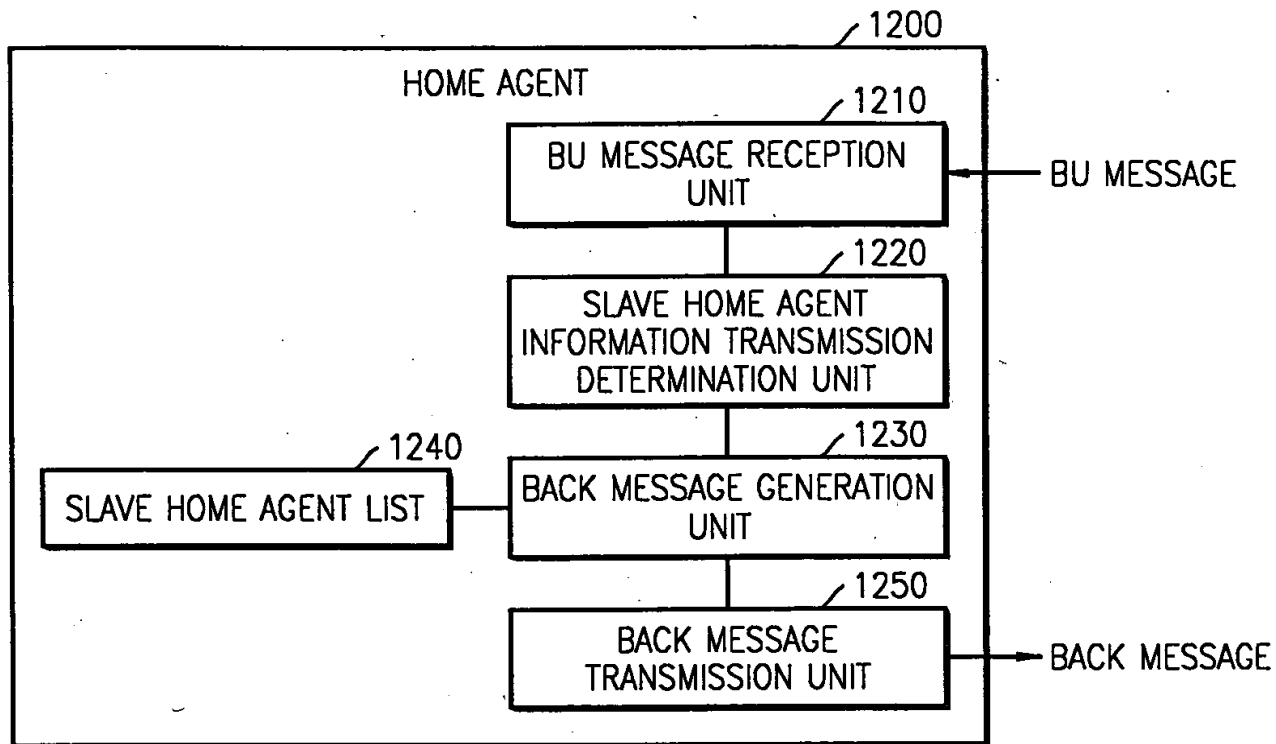 1200
HOME AGENT
1210
BU MESSAGE RECEPTION
UNIT
BU MESSAGE
1220
SLAVE HOME AGENT
INFORMATION TRANSMISSION
DETERMINATION UNIT
1230
BACK MESSAGE GENERATION
UNIT
1240
SLAVE HOME AGENT LIST
1250
BACK MESSAGE
TRANSMISSION UNIT
BACK MESSAGE